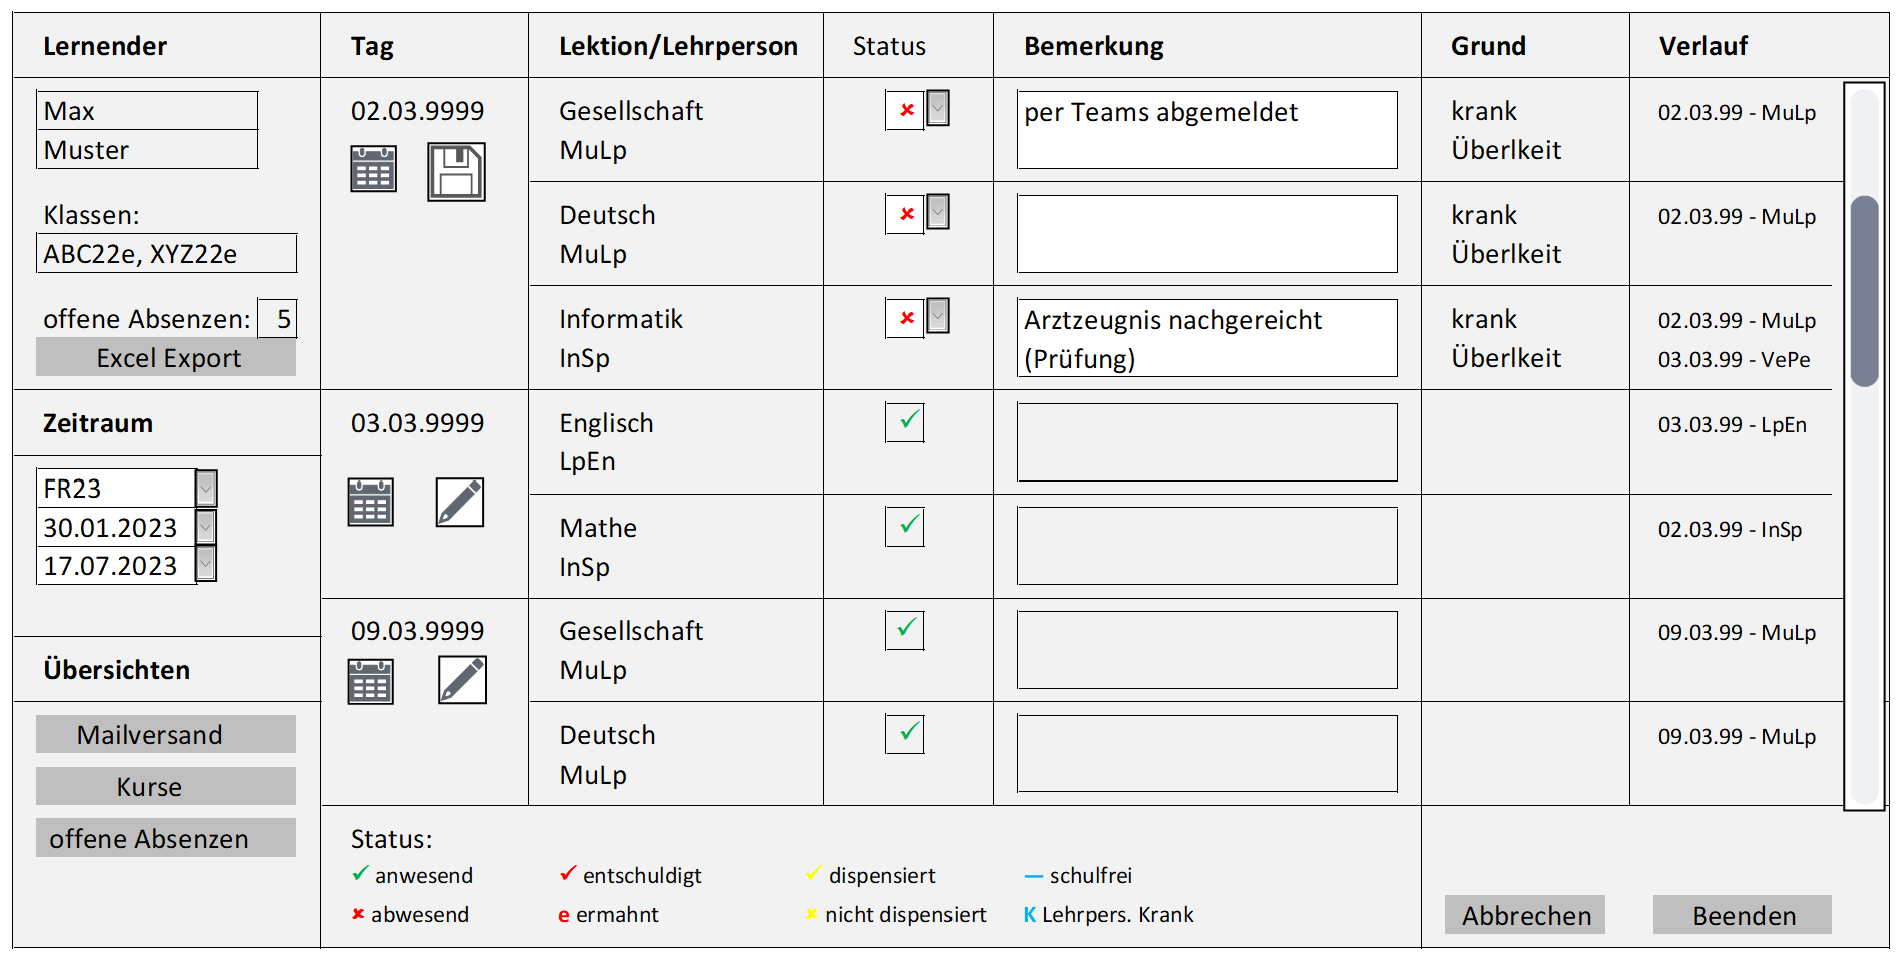 Lernender Tag Lektion/Lehrperson Status Bemerkung Grund Verlauf
Max
Muster
Klassen:
ABC22e, XYZ22e
offene Absenzen: 5
Excel Export
Zeitraum
FR23
30.01.2023
17.07.2023
Übersichten
Mailversand
Kurse
offene Absenzen
02.03.9999 Gesellschaft per Teams abgemeldet krank 02.03.99 - MuLp
MuLp Überlkeit
Deutsch krank 02.03.99 - MuLp
MuLp Überlkeit
Informatik Arztzeugnis nachgereicht krank 02.03.99 - MuLp
InSp (Prüfung) Überlkeit 03.03.99 - VePe
03.03.9999 Englisch 03.03.99 - LpEn
LpEn
Mathe 02.03.99 - InSp
InSp
09.03.9999 Gesellschaft 09.03.99 - MuLp
MuLp
Deutsch 09.03.99 - MuLp
MuLp
Status:
✓ anwesend ✓ entschuldigt ✓ dispensiert — schulfrei
✘ abwesend e ermahnt ✘ nicht dispensiert K Lehrpers. Krank
Abbrechen Beenden